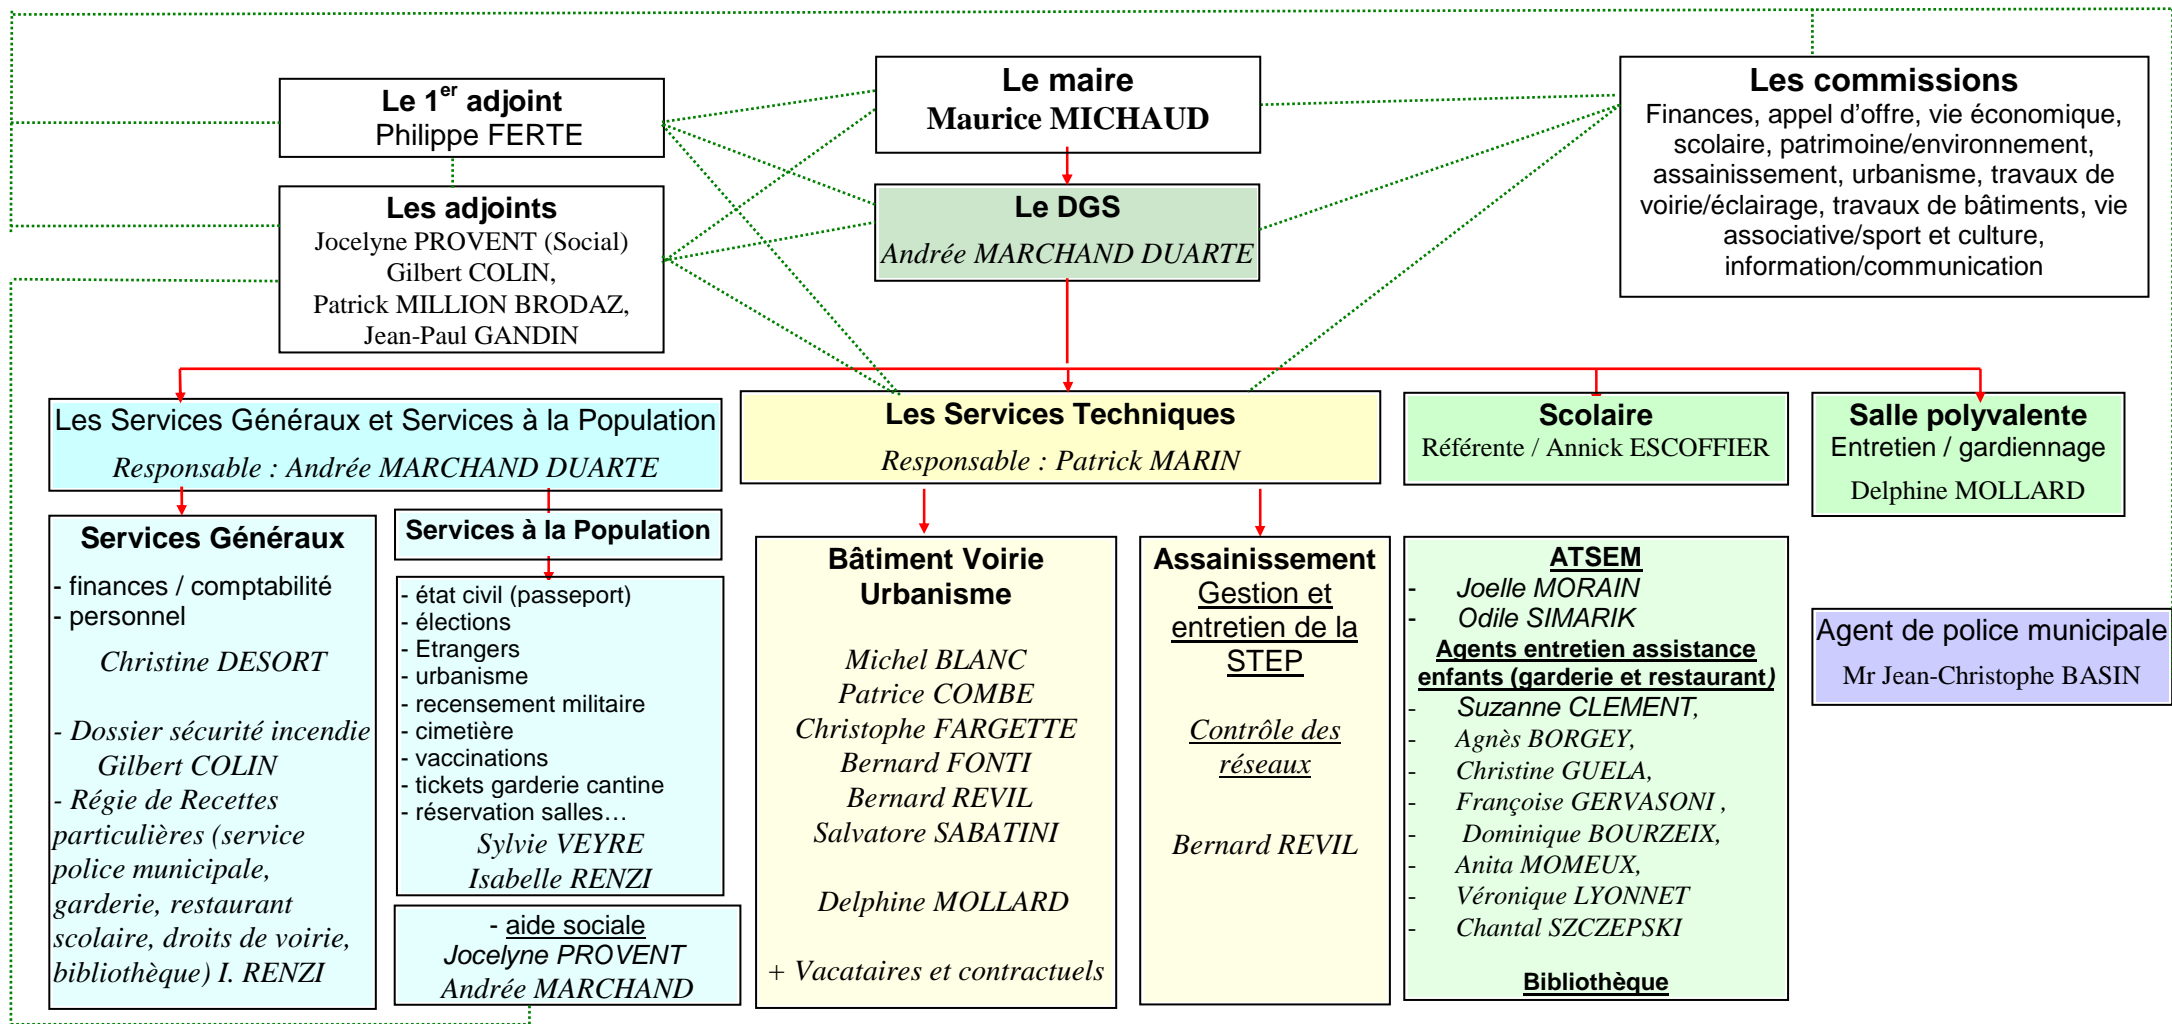 Le 1er adjoint
Philippe FERTE
Le maire
Maurice MICHAUD
Les commissions
Finances, appel d'offre, vie économique,
scolaire, patrimoine/environnement,
assainissement, urbanisme, travaux de
voirie/éclairage, travaux de bâtiments, vie
associative/sport et culture,
information/communication
Les adjoints
Jocelyne PROVENT (Social)
Gilbert COLIN,
Patrick MILLION BRODAZ,
Jean-Paul GANDIN
Le DGS
Andrée MARCHAND DUARTE
Les Services Généraux et Services à la Population
Responsable : Andrée MARCHAND DUARTE
Les Services Techniques
Responsable : Patrick MARIN
Scolaire
Référente / Annick ESCOFFIER
Salle polyvalente
Entretien / gardiennage
Delphine MOLLARD
Services Généraux
- finances / comptabilité
- personnel
Christine DESORT
- Dossier sécurité incendie
Gilbert COLIN
- Régie de Recettes
particulières (service
police municipale,
garderie, restaurant
scolaire, droits de voirie,
bibliothèque) I. RENZI
Services à la Population
- état civil (passeport)
- élections
- Etrangers
- urbanisme
- recensement militaire
- cimetière
- vaccinations
- tickets garderie cantine
- réservation salles…
Sylvie VEYRE
Isabelle RENZI
- aide sociale
Jocelyne PROVENT
Andrée MARCHAND
Bâtiment Voirie
Urbanisme
Michel BLANC
Patrice COMBE
Christophe FARGETTE
Bernard FONTI
Bernard REVIL
Salvatore SABATINI
Delphine MOLLARD
+ Vacataires et contractuels
Assainissement
Gestion et
entretien de la
STEP
Contrôle des
réseaux
Bernard REVIL
ATSEM
- Joelle MORAIN
- Odile SIMARIK
Agents entretien assistance
enfants (garderie et restaurant)
- Suzanne CLEMENT,
- Agnès BORGEY,
- Christine GUELA,
- Françoise GERVASONI ,
- Dominique BOURZEIX,
- Anita MOMEUX,
- Véronique LYONNET
- Chantal SZCZEPSKI
Bibliothèque
Agent de police municipale
Mr Jean-Christophe BASIN